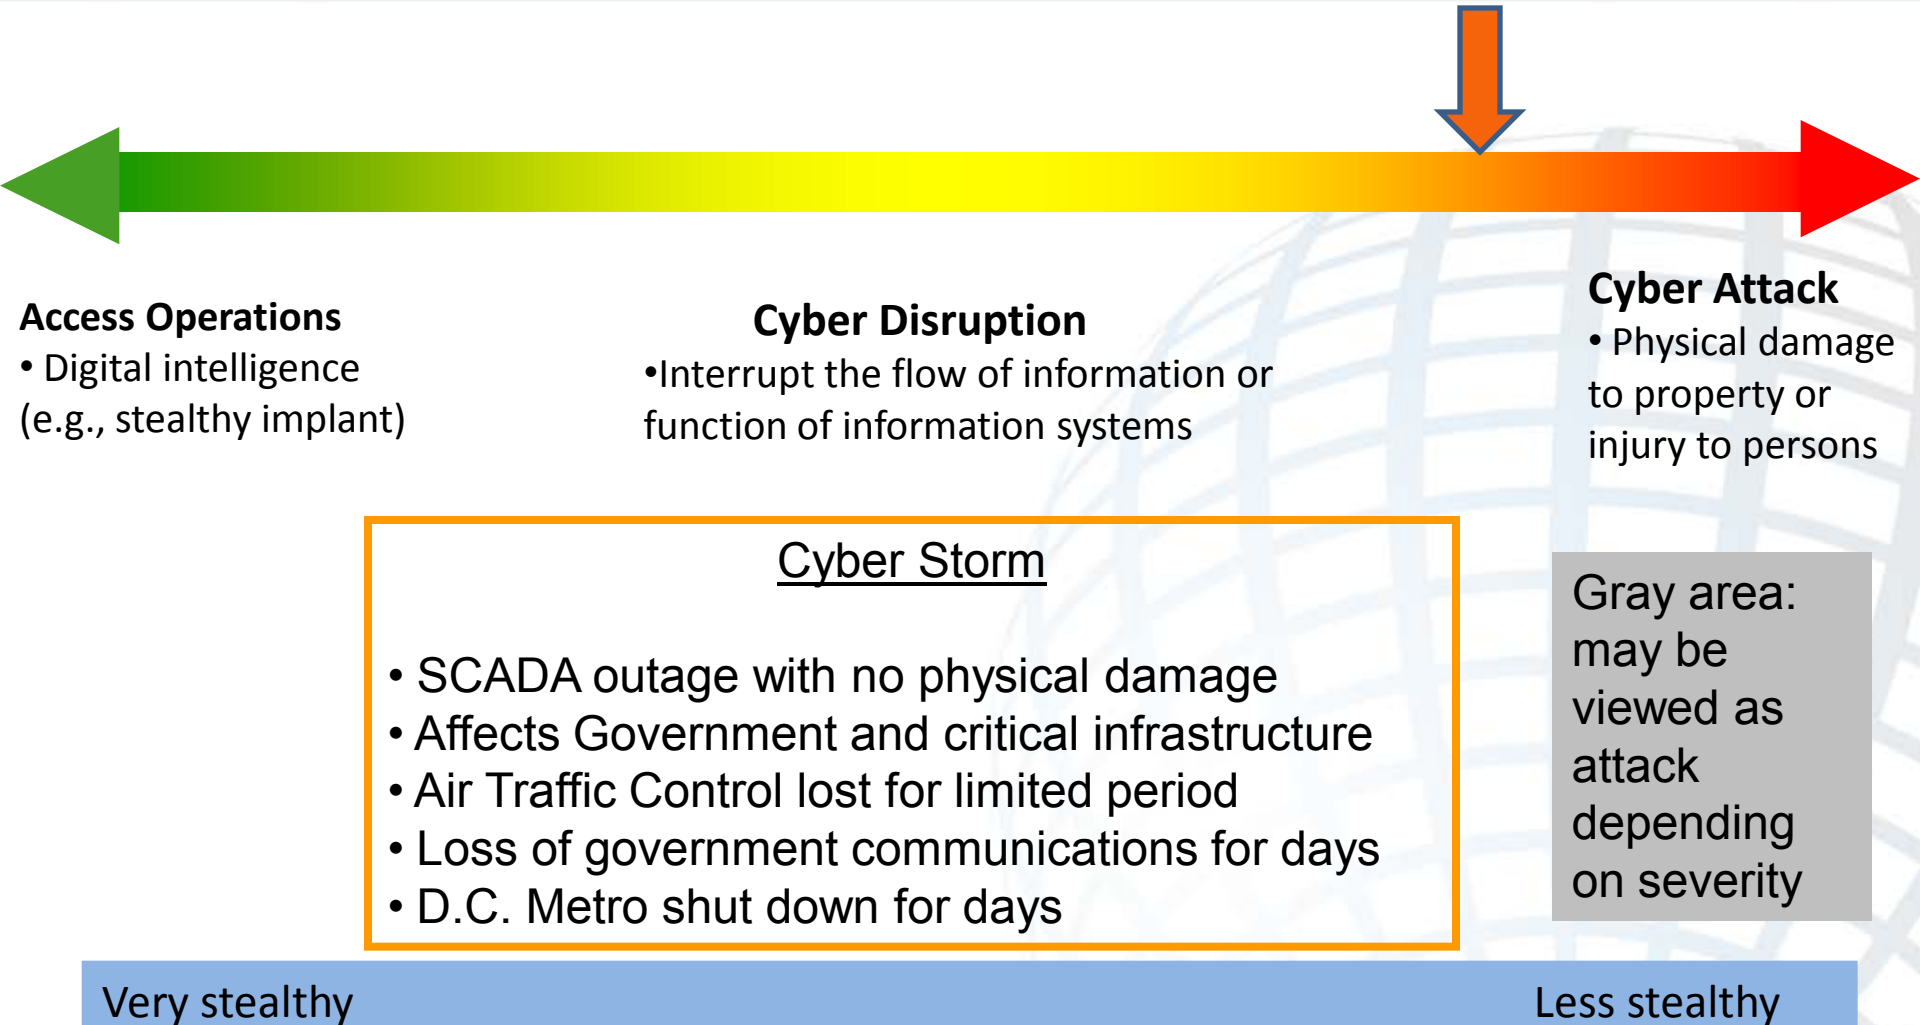 Access Operations
• Digital intelligence
(e.g., stealthy implant)
Cyber Disruption
•Interrupt the flow of information or
function of information systems
Cyber Attack
• Physical damage
to property or
injury to persons
Cyber Storm
• SCADA outage with no physical damage
• Affects Government and critical infrastructure
• Air Traffic Control lost for limited period
• Loss of government communications for days
• D.C. Metro shut down for days
Gray area:
may be
viewed as
attack
depending
on severity
Very stealthy
Less stealthy